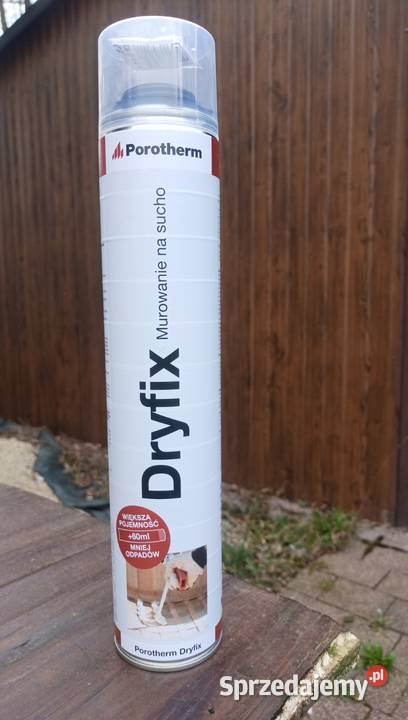 Porotherm
Dryfix
Murowanie na sucho
WIĘKSZA
POJEMNOŚĆ
+60ml
MNIEJ
ODPADÓW
Porotherm Dryfix
Sprzedajemy.pl